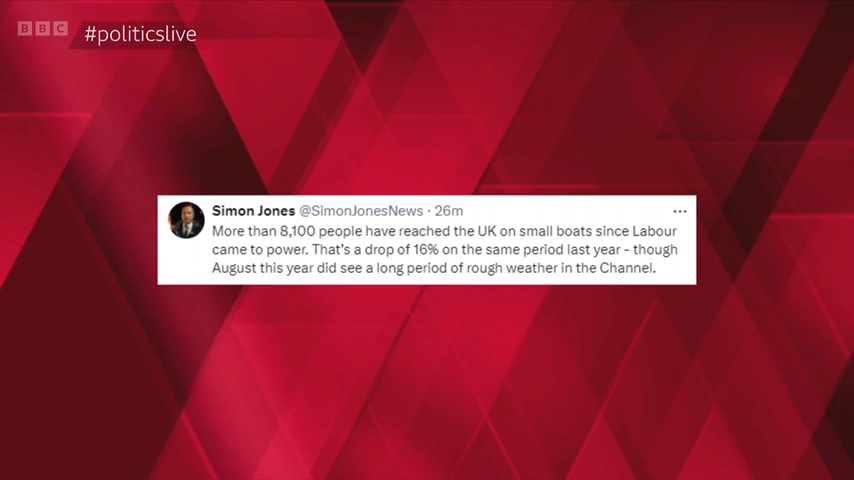 BBC
#politicslive
Simon Jones @SimonJonesNews · 26m
More than 8,100 people have reached the UK on small boats since Labour
came to power. That's a drop of 16% on the same period last year - though
August this year did see a long period of rough weather in the Channel.